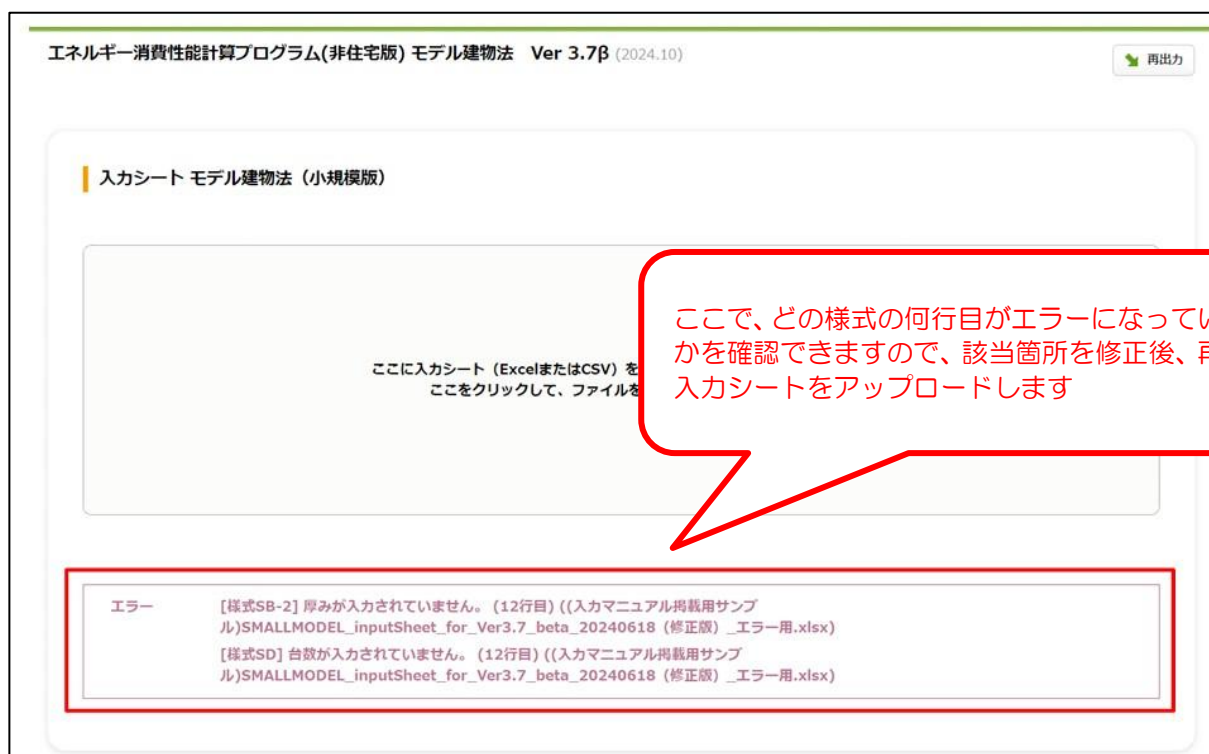 エネルギー消費性能計算プログラム(非住宅版) モデル建物法 Ver 3.7β (2024.10)
再出力
入力シート モデル建物法（小規模版）
ここに入力シート（ExcelまたはCSV）を
ここをクリックして、ファイルを
ここで、どの様式の何行目がエラーになってい
かを確認できますので、該当箇所を修正後、再
入力シートをアップロードします
エラー
[様式SB-2] 厚みが入力されていません。 (12行目) ((入力マニュアル掲載用サンプ
ル)SMALLMODEL_inputSheet_for_Ver3.7_beta_20240618（修正版）_エラー用.xlsx)
[様式SD] 台数が入力されていません。 (12行目) ((入力マニュアル掲載用サンプ
ル)SMALLMODEL_inputSheet_for_Ver3.7_beta_20240618（修正版）_エラー用.xlsx)